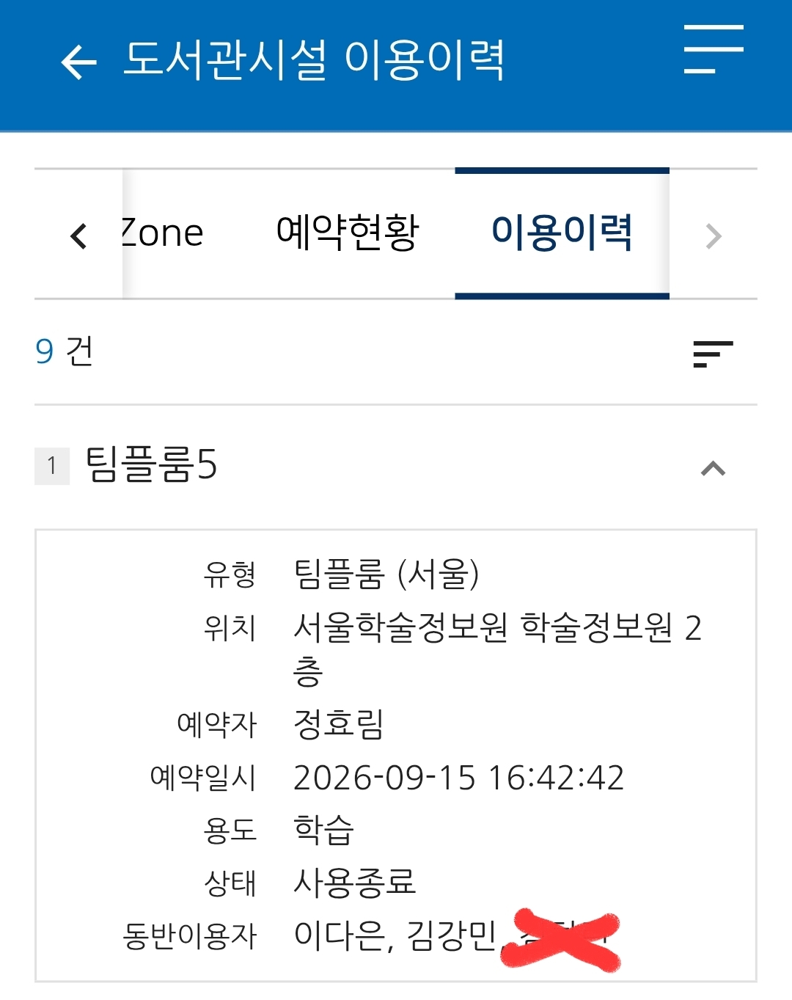 도서관시설 이용이력
Zone 예약현황 이용이력
9 건
1 팀플룸5
유형 팀플룸 (서울)
위치 서울학술정보원 학술정보원 2
층
예약자 정효림
예약일시 2026-09-15 16:42:42
용도 학습
상태 사용종료
동반이용자 이다은, 김강민,